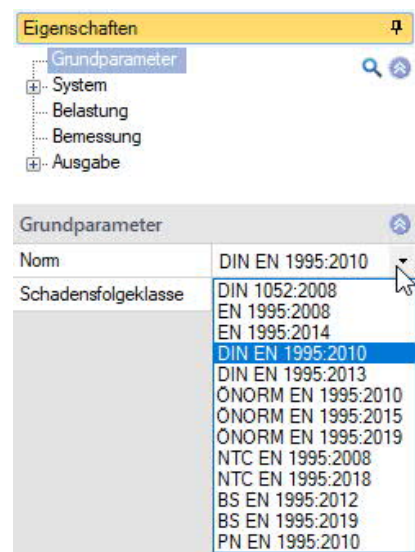 Eigenschaften
Grundparameter
System
Belastung
Bemessung
Ausgabe
Grundparameter
Norm DIN EN 1995:2010
Schadensfolgeklasse
DIN 1052:2008
EN 1995:2008
EN 1995:2014
DIN EN 1995:2010
DIN EN 1995:2013
ÖNORM EN 1995:2010
ÖNORM EN 1995:2015
ÖNORM EN 1995:2019
NTC EN 1995:2008
NTC EN 1995:2018
BS EN 1995:2012
BS EN 1995:2019
PN EN 1995:2010